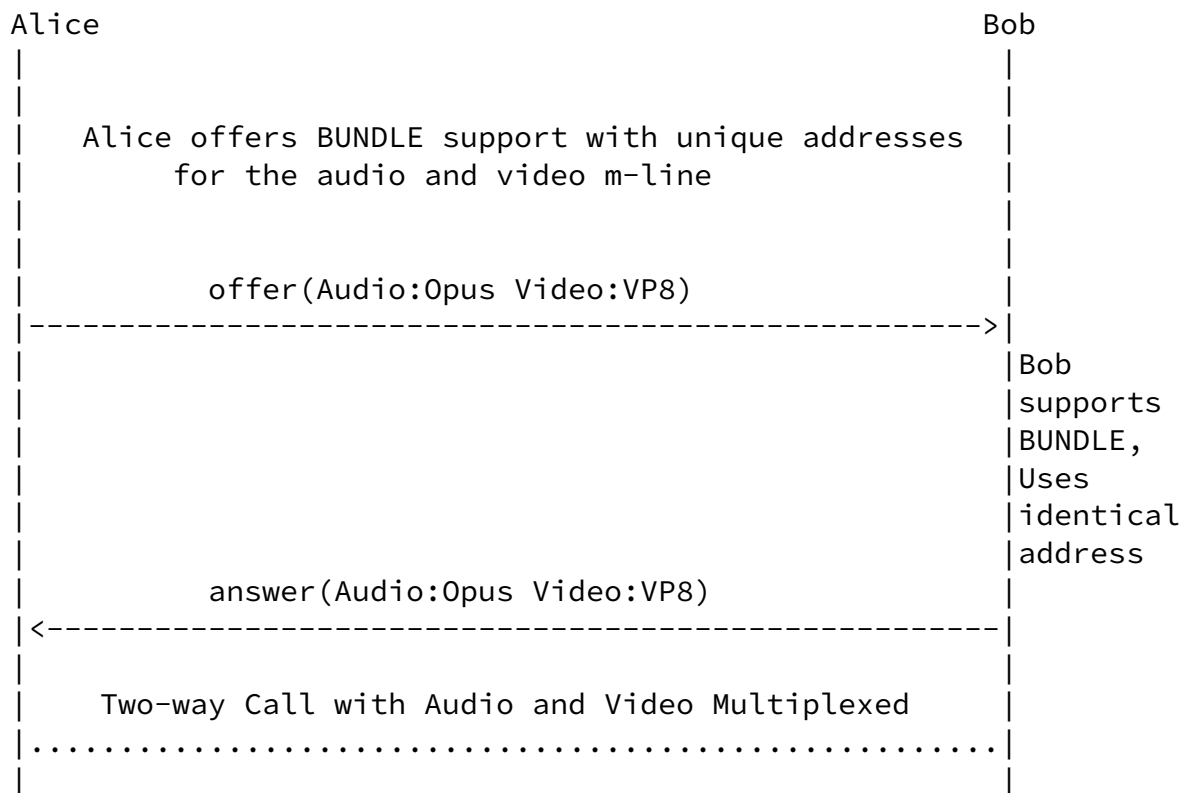 Alice Bob
Alice offers BUNDLE support with unique addresses
for the audio and video m-line
offer(Audio:Opus Video:VP8)
Bob
supports
BUNDLE,
Uses
identical
address
answer(Audio:Opus Video:VP8)
Two-way Call with Audio and Video Multiplexed